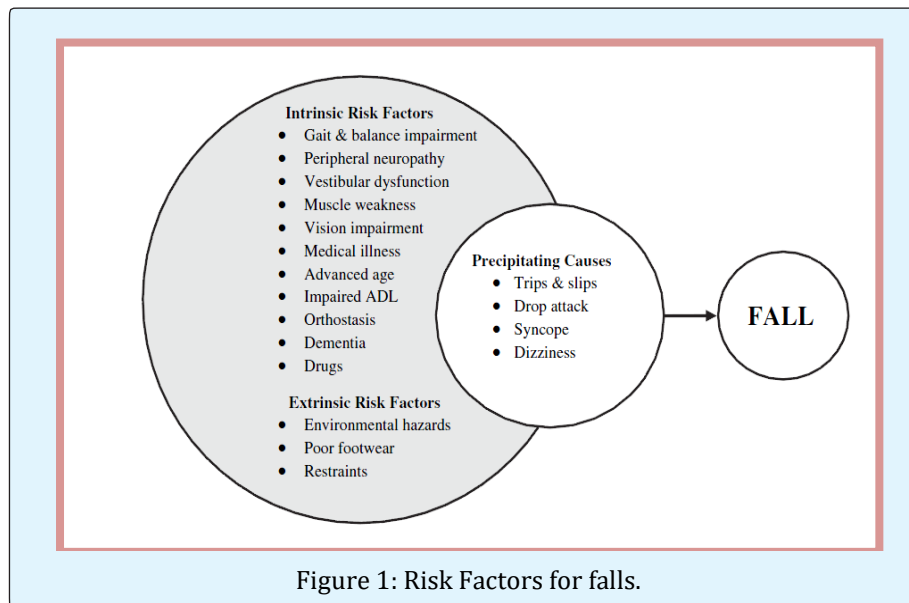 Intrinsic Risk Factors
● Gait & balance impairment
● Peripheral neuropathy
● Vestibular dysfunction
● Muscle weakness
● Vision impairment
● Medical illness
● Advanced age
● Impaired ADL
● Orthostasis
● Dementia
● Drugs
Extrinsic Risk Factors
● Environmental hazards
● Poor footwear
● Restraints
Precipitating Causes
● Trips & slips
● Drop attack
● Syncope
● Dizziness
FALL
Figure 1: Risk Factors for falls.